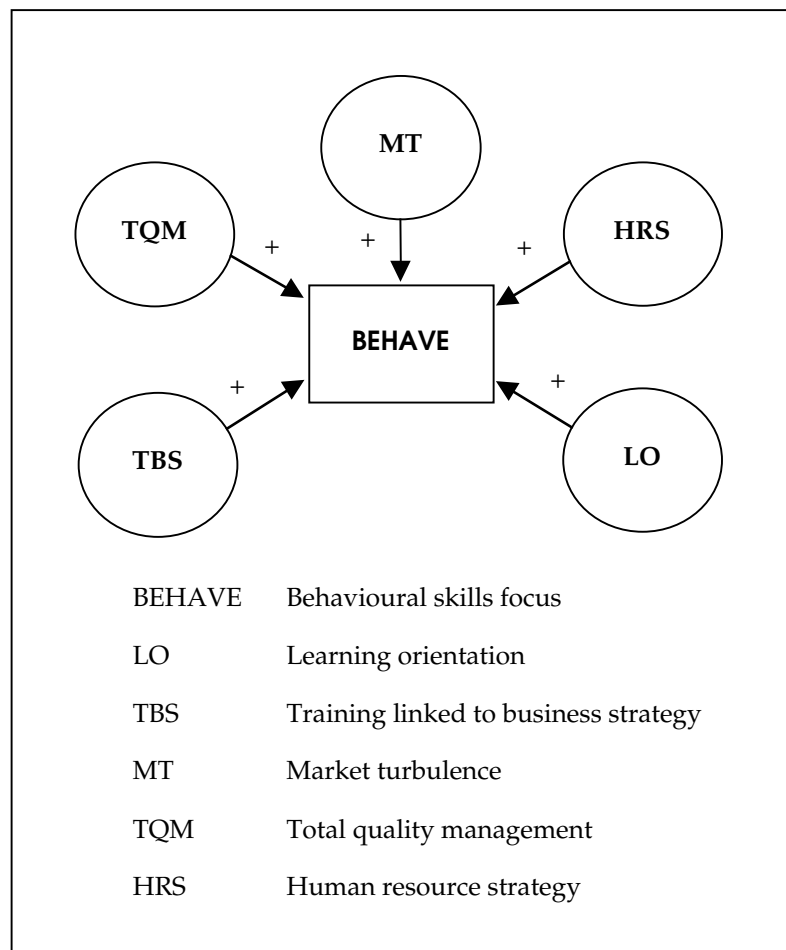 MT
TQM
HRS
+
+
+
BEHAVE
+
+
TBS
LO
BEHAVE Behavioural skills focus
LO Learning orientation
TBS Training linked to business strategy
MT Market turbulence
TQM Total quality management
HRS Human resource strategy